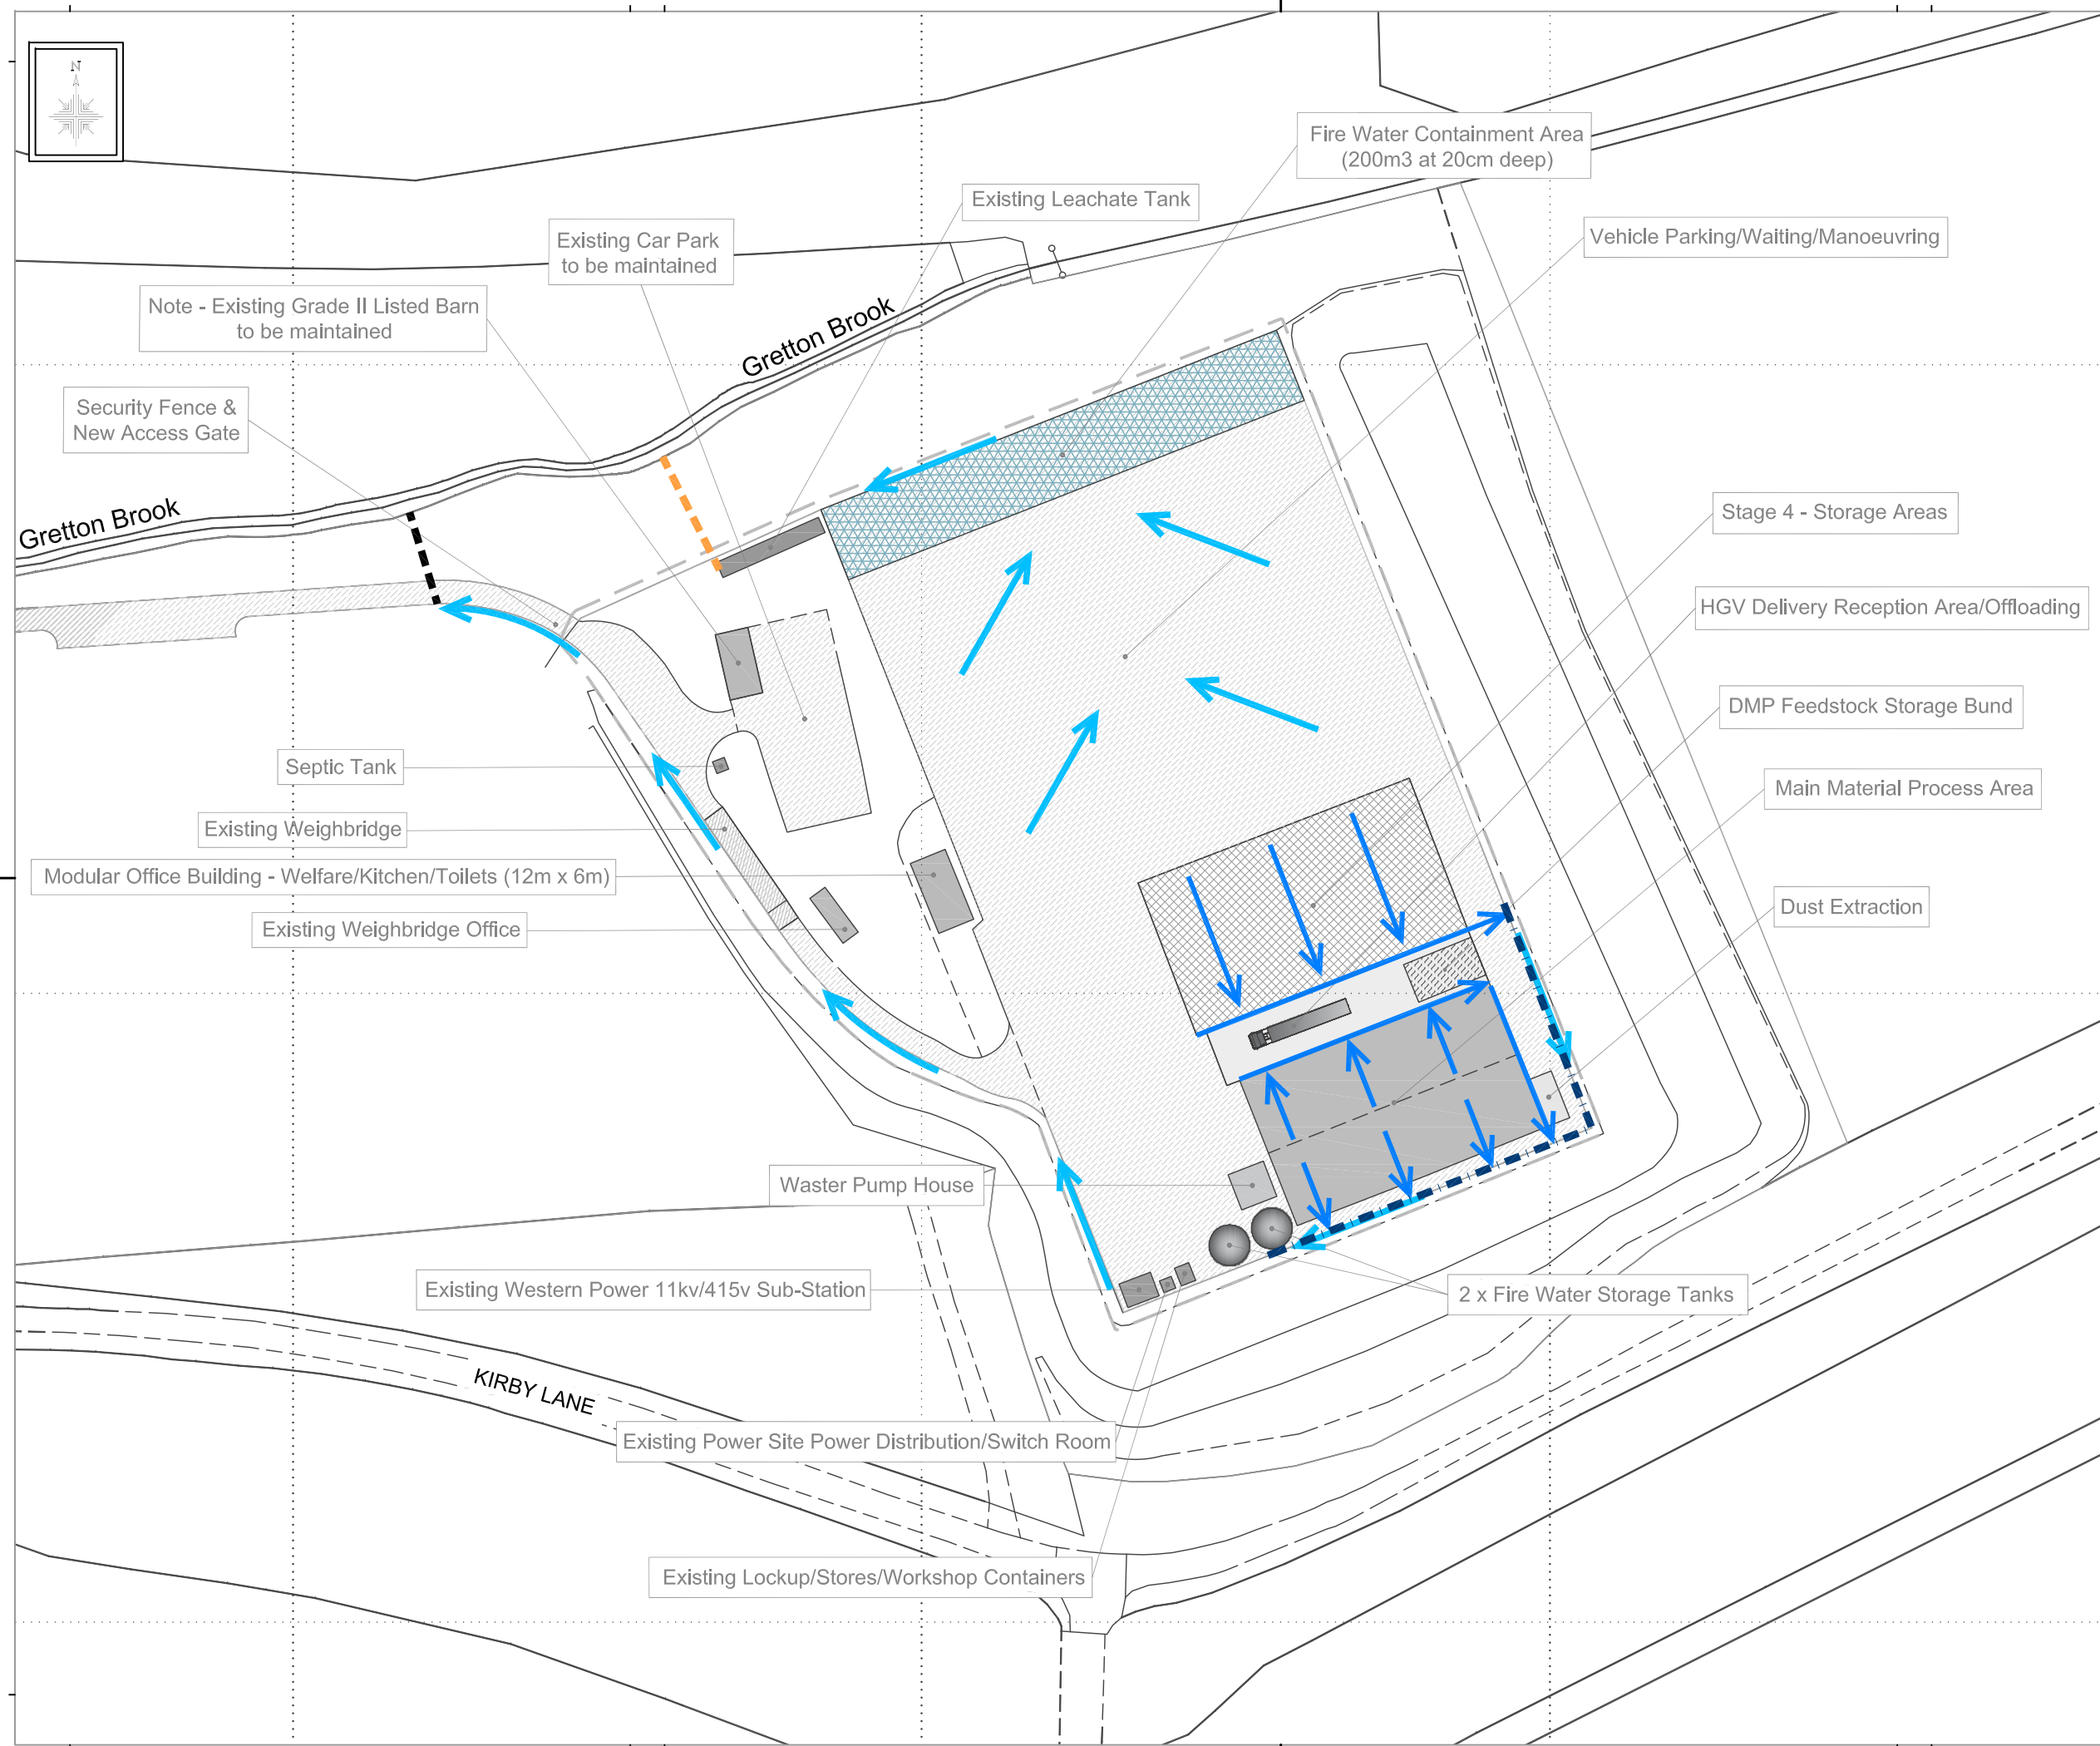 N
Fire Water Containment Area
(200m3 at 20cm deep)
Existing Leachate Tank
Existing Car Park
to be maintained
Vehicle Parking/Waiting/Manoeuvring
Note - Existing Grade II Listed Barn
to be maintained
Gretton Brook
Security Fence &
New Access Gate
Gretton Brook
Stage 4 - Storage Areas
HGV Delivery Reception Area/Offloading
DMP Feedstock Storage Bund
Septic Tank
Main Material Process Area
Existing Weighbridge
Modular Office Building - Welfare/Kitchen/Toilets (12m x 6m)
Dust Extraction
Existing Weighbridge Office
Waster Pump House
Existing Western Power 11kv/415v Sub-Station
2 x Fire Water Storage Tanks
KIRBY LANE
Existing Power Site Power Distribution/Switch Room
Existing Lockup/Stores/Workshop Containers